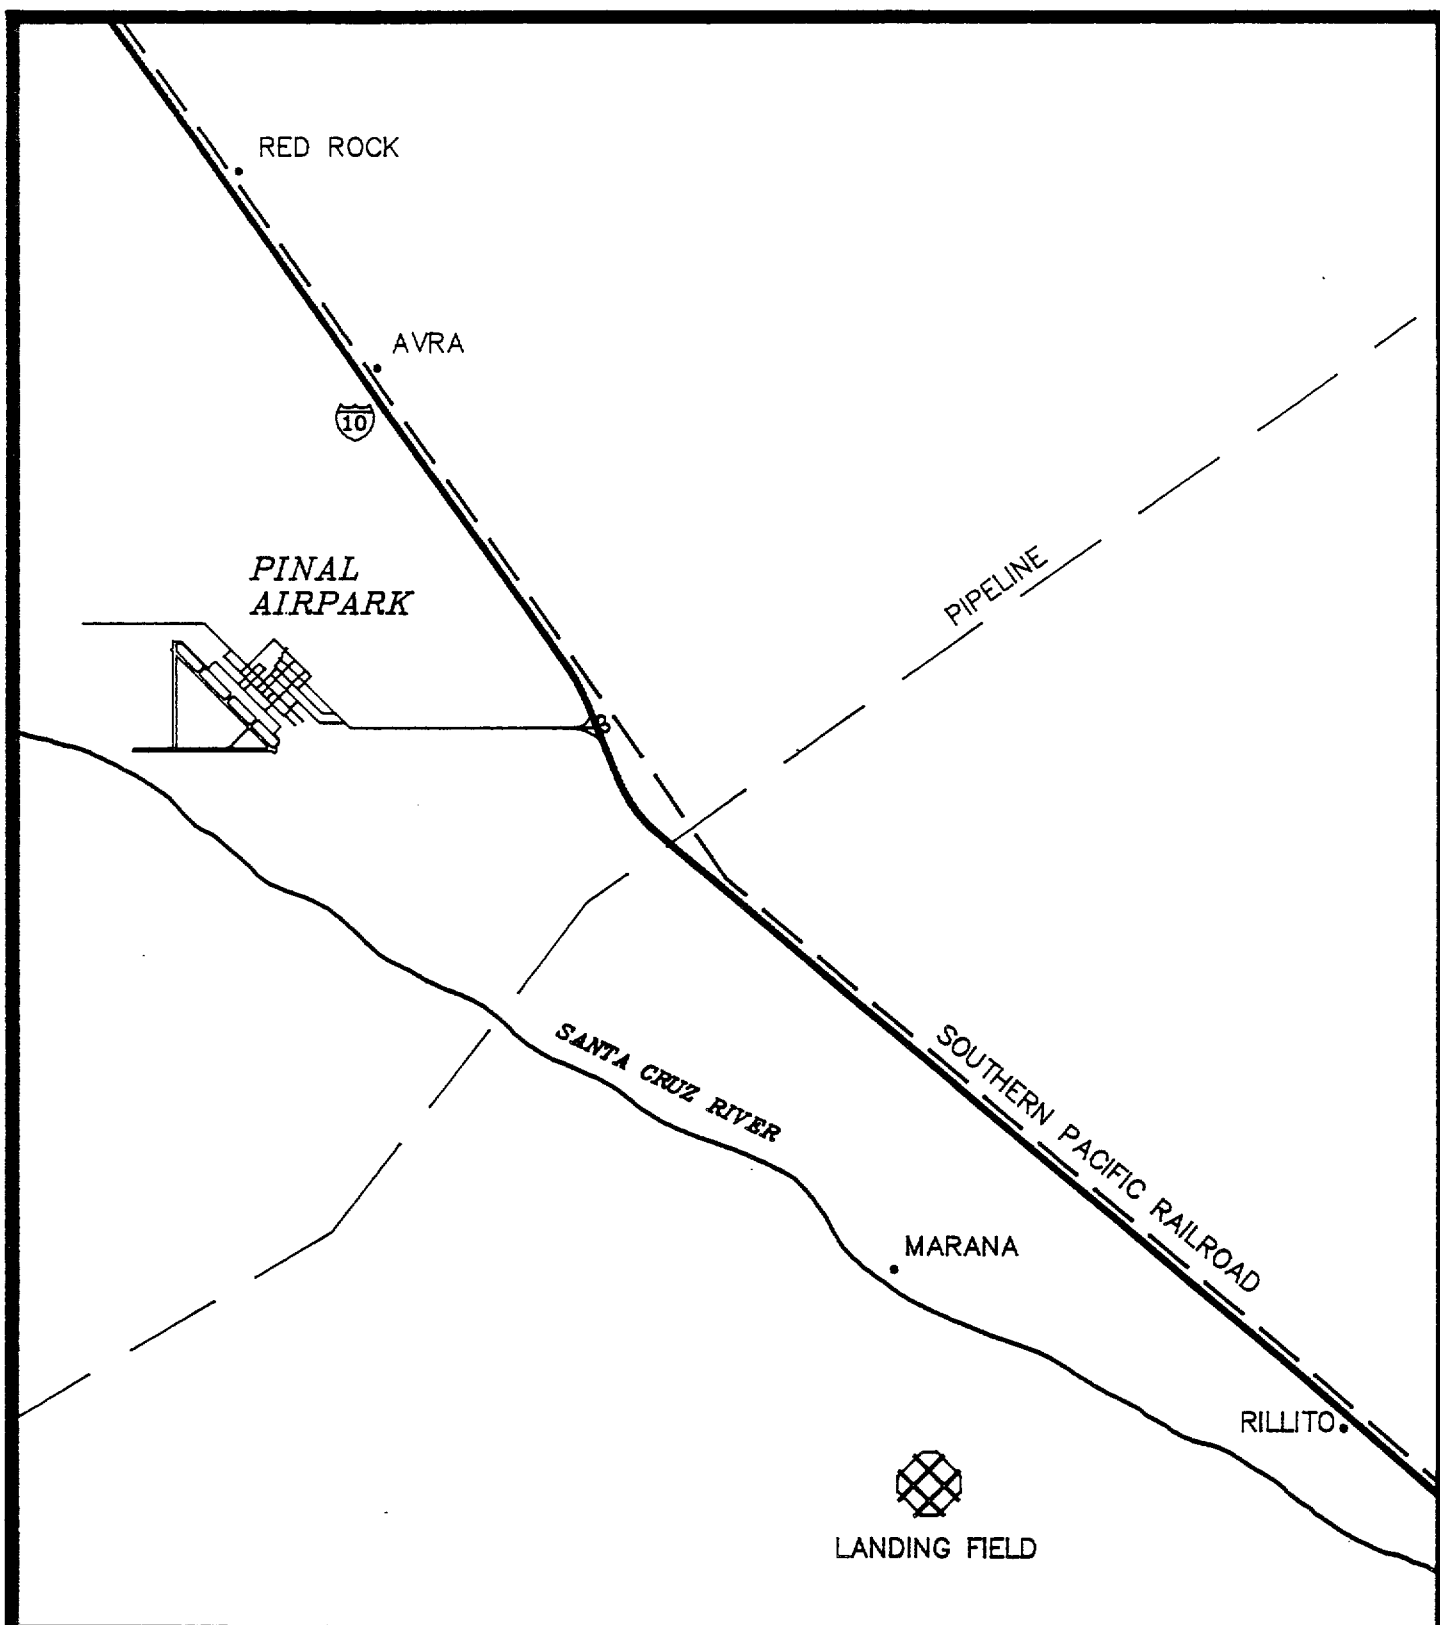 RED ROCK
AVRA
10
PINAL
AIRPARK
PIPELINE
SANTA CRUZ RIVER
SOUTHERN PACIFIC RAILROAD
MARANA
RILLITO
LANDING FIELD